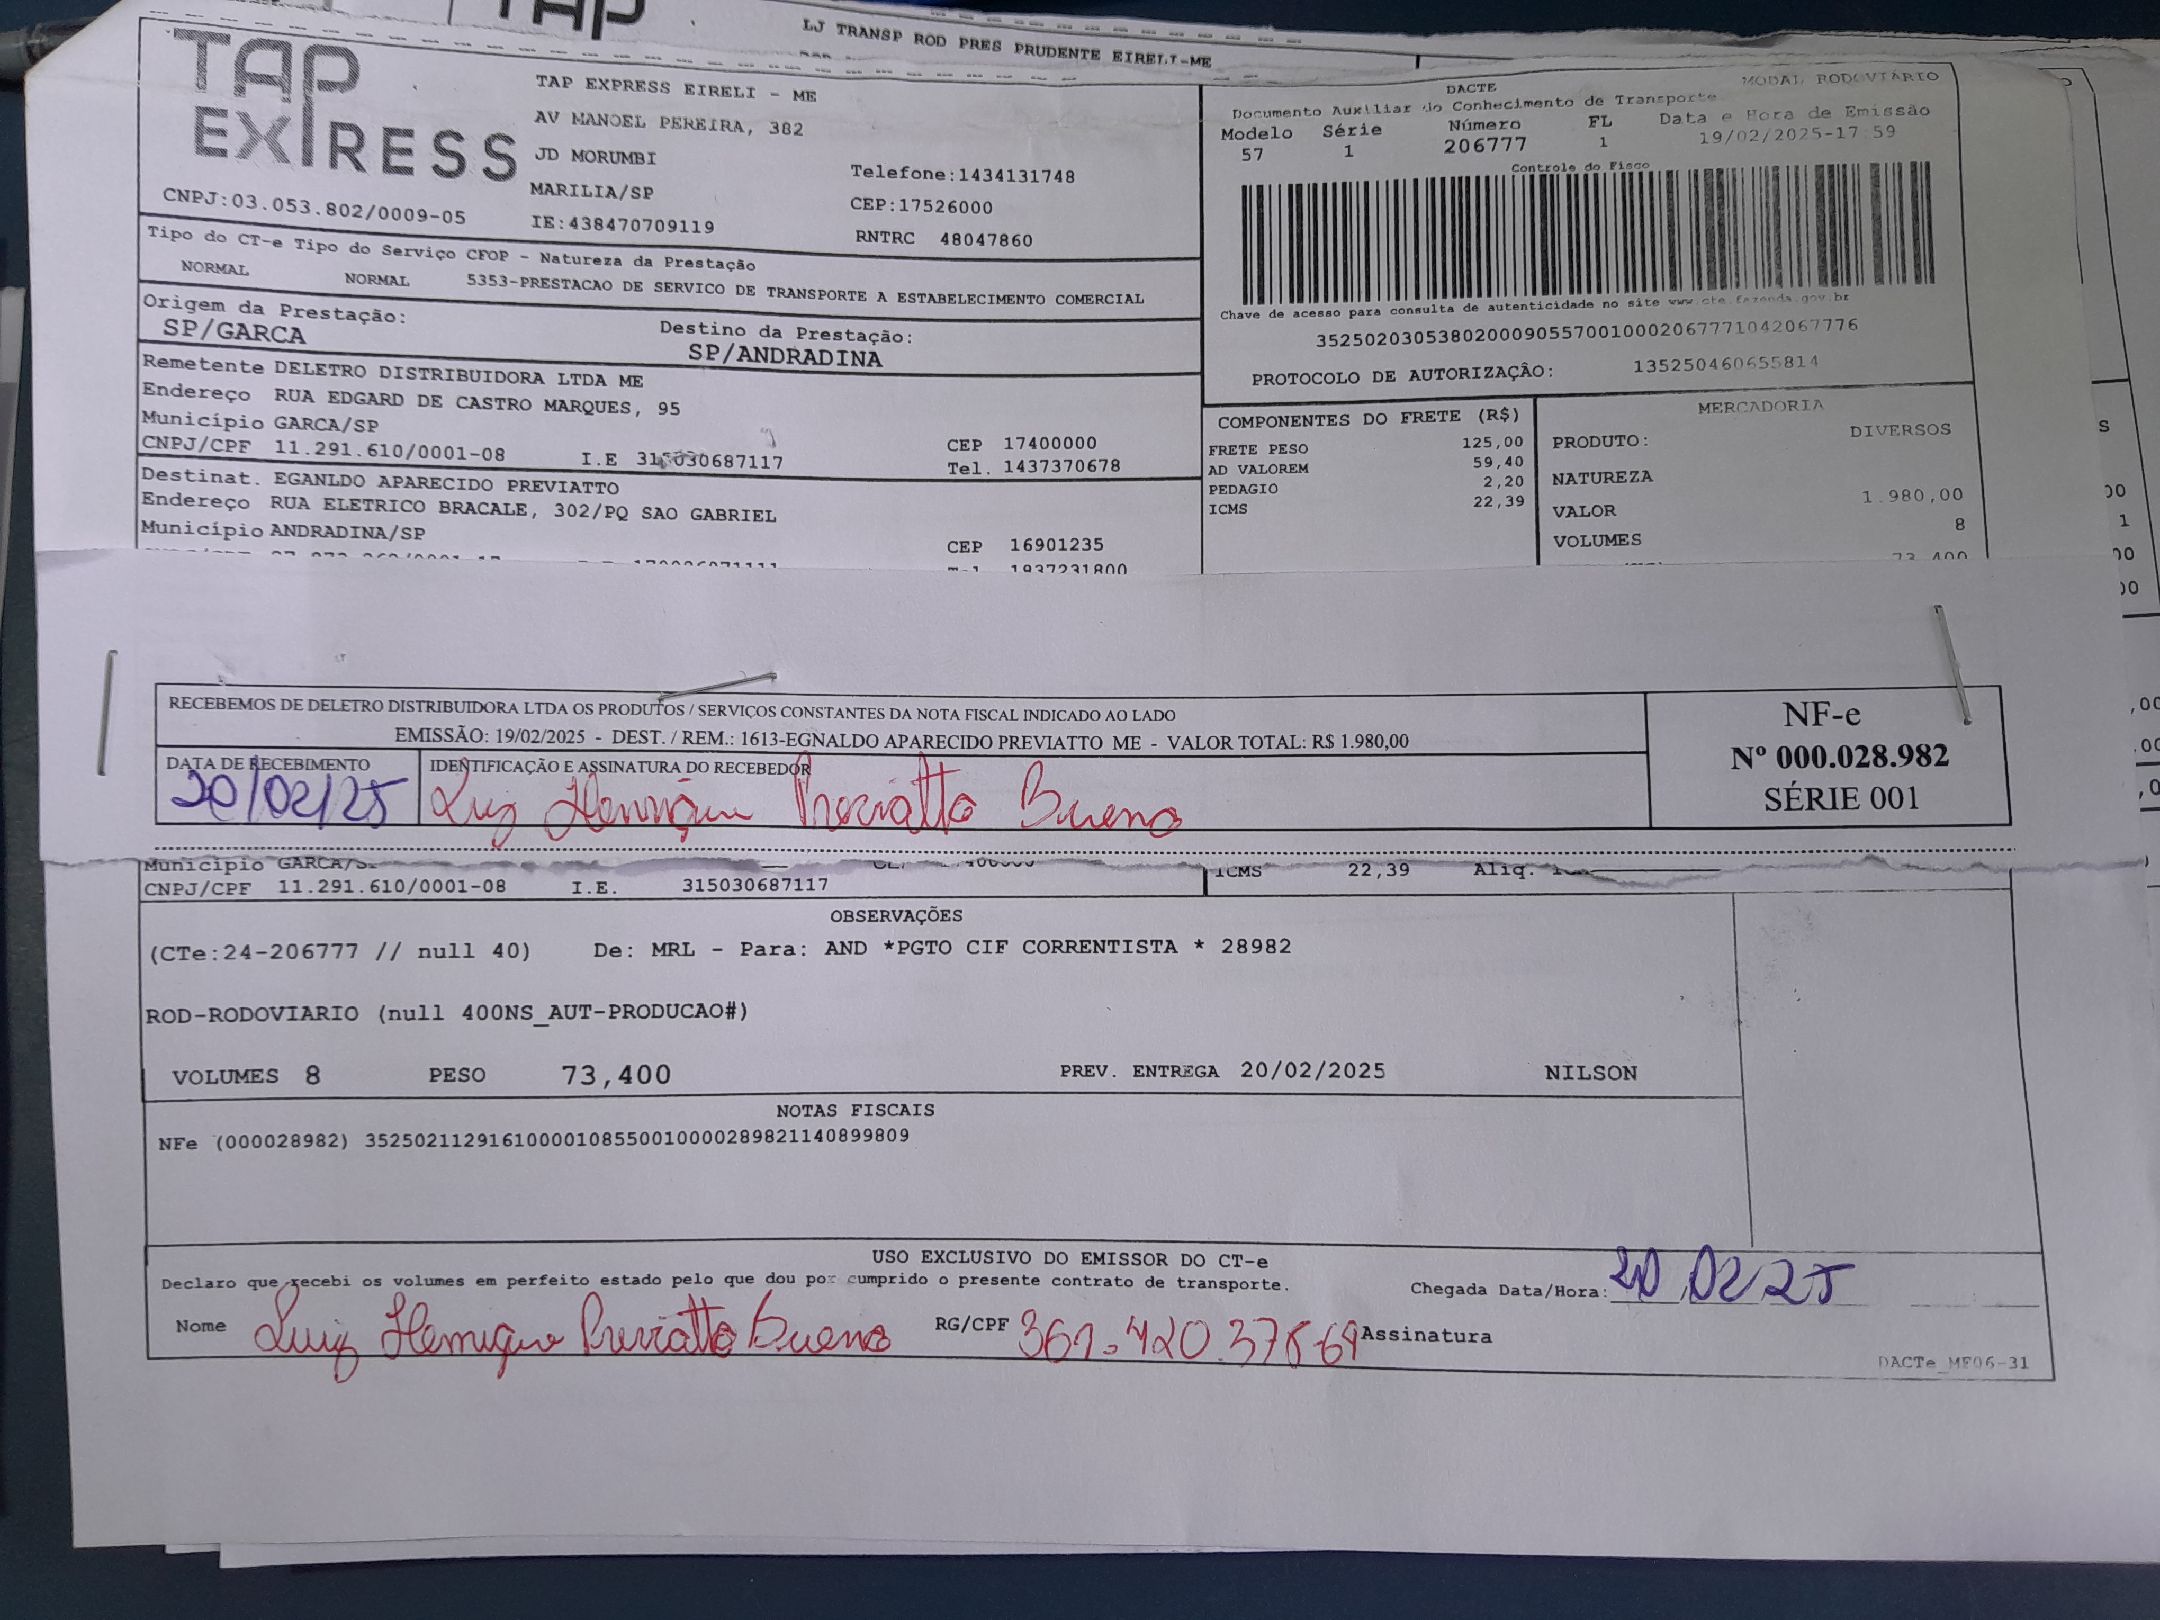 LJ TRANSP ROD PRES PRUDENTE EIRELI-ME
TAP EXPRESS
TAP EXPRESS EIRELI - ME
AV MANOEL PEREIRA, 382
JD MORUMBI
MARILIA/SP
IE:438470709119
Telefone:1434131748
CEP:17526000
RNTRC 48047860
CNPJ:03.053.802/0009-05
DACTE
MODAL RODOVIÁRIO
Documento Auxiliar do Conhecimento de Transporte
Modelo Série Número FL Data e Hora de Emissão
57 1 206777 1 19/02/2025-17:59
Controle do Fisco
Chave de acesso para consulta de autenticidade no site www.cte.fazenda.gov.br
35250203053802000905570010002067771042067776
PROTOCOLO DE AUTORIZAÇÃO: 135250460655814
Tipo do CT-e Tipo do Serviço CFOP - Natureza da Prestação
NORMAL NORMAL 5353-PRESTACAO DE SERVICO DE TRANSPORTE A ESTABELECIMENTO COMERCIAL
Origem da Prestação: Destino da Prestação:
SP/GARCA SP/ANDRADINA
Remetente DELETRO DISTRIBUIDORA LTDA ME
Endereço RUA EDGARD DE CASTRO MARQUES, 95
Município GARCA/SP CEP 17400000
CNPJ/CPF 11.291.610/0001-08 I.E 315030687117 Tel. 1437370678
Destinat. EGANLDO APARECIDO PREVIATTO
Endereço RUA ELETRICO BRACALE, 302/PQ SAO GABRIEL
Município ANDRADINA/SP CEP 16901235
1937231800
COMPONENTES DO FRETE (R$)
FRETE PESO 125,00
AD VALOREM 59,40
PEDAGIO 2,20
ICMS 22,39
MERCADORIA
PRODUTO: DIVERSOS
NATUREZA
VALOR 1.980,00
VOLUMES 8
73,400
RECEBEMOS DE DELETRO DISTRIBUIDORA LTDA OS PRODUTOS / SERVIÇOS CONSTANTES DA NOTA FISCAL INDICADO AO LADO
EMISSÃO: 19/02/2025 - DEST. / REM.: 1613-EGNALDO APARECIDO PREVIATTO ME - VALOR TOTAL: R$ 1.980,00
DATA DE RECEBIMENTO IDENTIFICAÇÃO E ASSINATURA DO RECEBEDOR
20/02/25 Luiz Henrique Previatto Bueno
NF-e
Nº 000.028.982
SÉRIE 001
Município GARCA/S
CNPJ/CPF 11.291.610/0001-08 I.E. 315030687117
ICMS 22,39 Aliq.
OBSERVAÇÕES
(CTe:24-206777 // null 40) De: MRL - Para: AND *PGTO CIF CORRENTISTA * 28982
ROD-RODOVIARIO (null 400NS_AUT-PRODUCAO#)
VOLUMES 8 PESO 73,400 PREV. ENTREGA 20/02/2025 NILSON
NOTAS FISCAIS
NFe (000028982) 35250211291610000108550010000289821140899809
USO EXCLUSIVO DO EMISSOR DO CT-e
Declaro que recebi os volumes em perfeito estado pelo que dou por cumprido o presente contrato de transporte.
Chegada Data/Hora: 20 02 25
Nome Luiz Henrique Previatto Bueno RG/CPF 361.420.378 64 Assinatura
DACTe_MF06-31